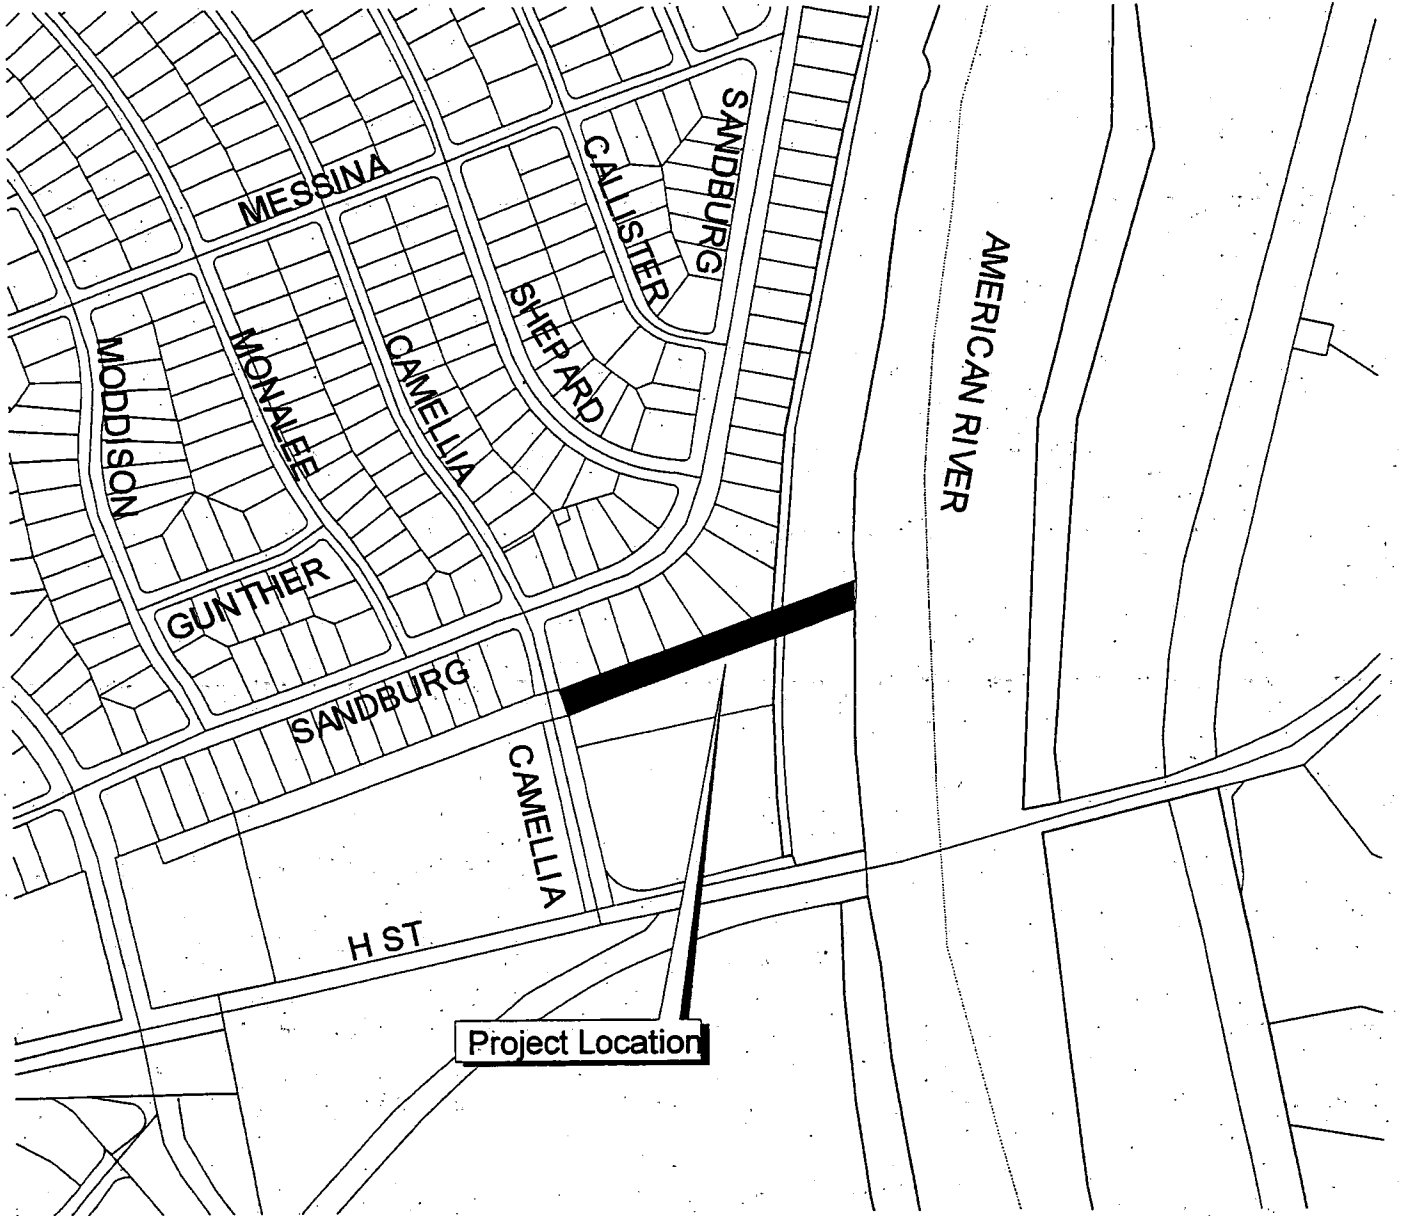 SANDBURG
CALLISTER
MESSINA
AMERICAN RIVER
SHEPARD
MODDISON
MONALEE
CAMELLIA
GUNTHER
SANDBURG
CAMELLIA
H ST
Project Location